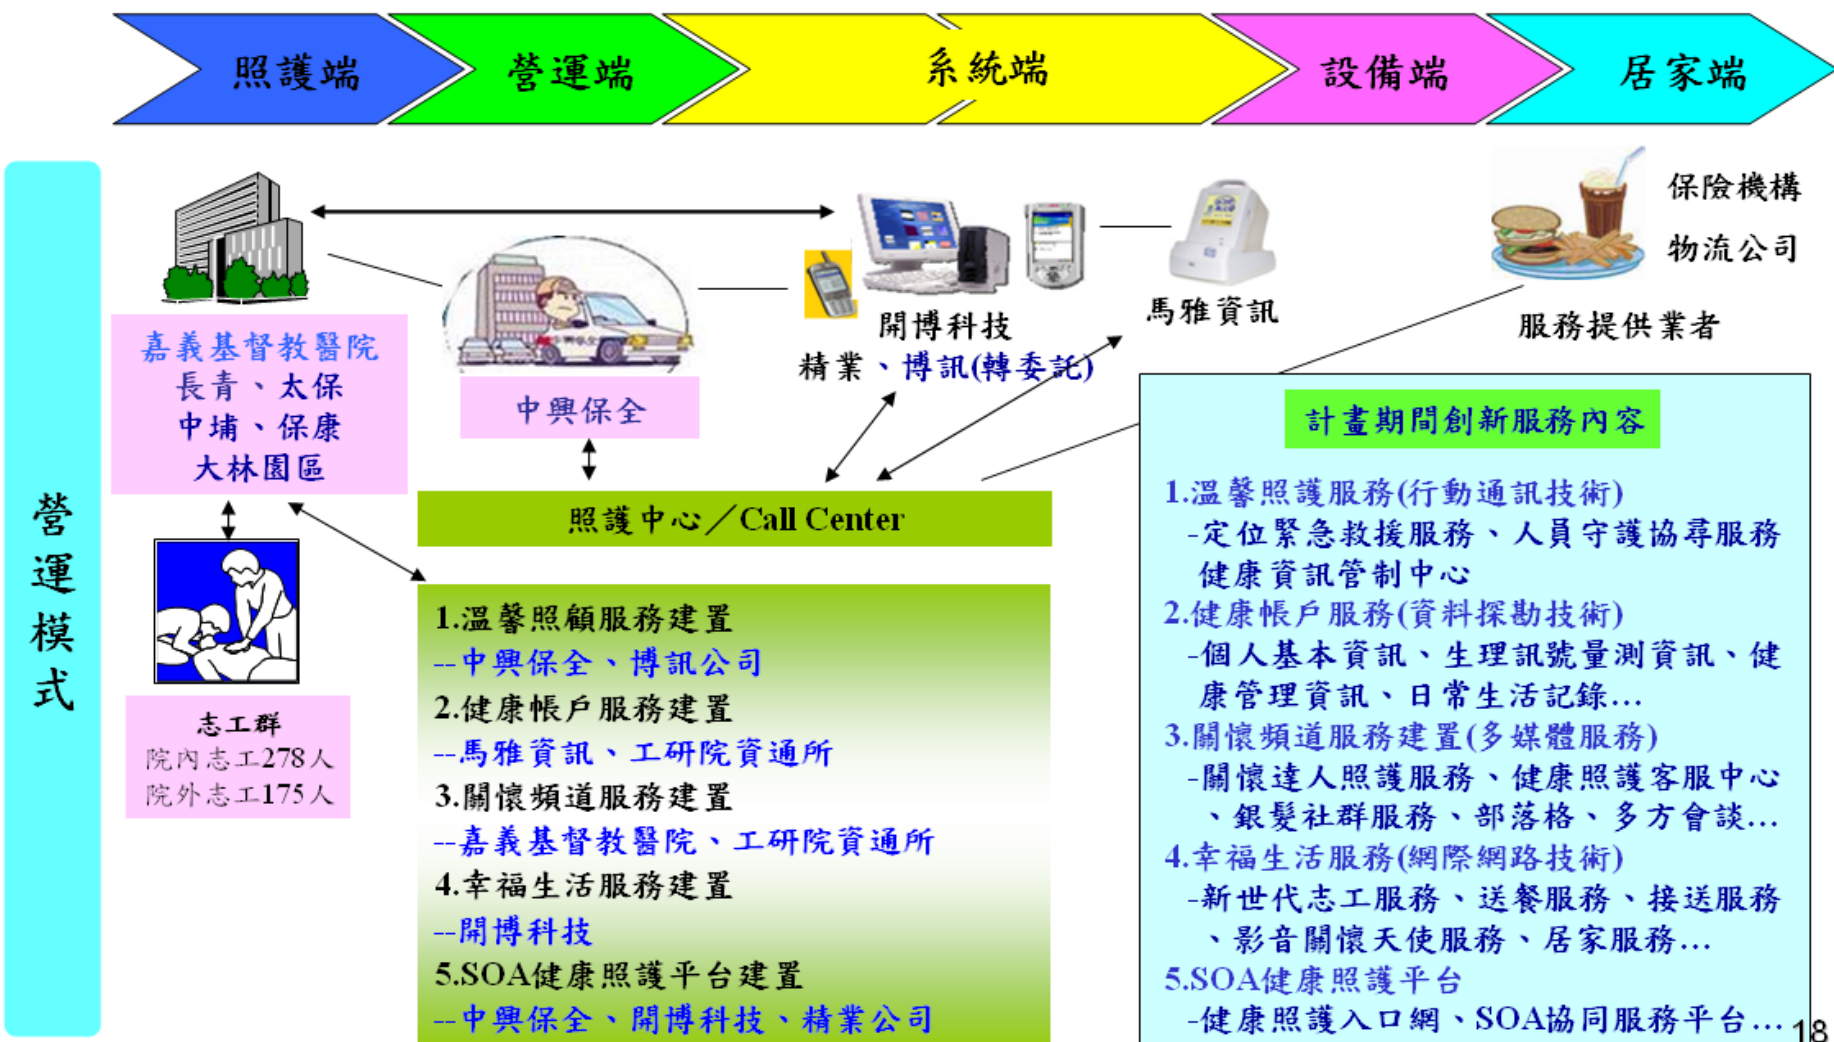 照護端
營運端
系統端
設備端
居家端
營運模式
嘉義基督教醫院
長青、太保
中埔、保康
大林園區
志工群
院內志工278人
院外志工175人
中興保全
開博科技
精業、博訊(轉委託)
馬雅資訊
保險機構
物流公司
服務提供業者
照護中心／Call Center
1.溫馨照顧服務建置
--中興保全、博訊公司
2.健康帳戶服務建置
--馬雅資訊、工研院資通所
3.關懷頻道服務建置
--嘉義基督教醫院、工研院資通所
4.幸福生活服務建置
--開博科技
5.SOA健康照護平台建置
--中興保全、開博科技、精業公司
計畫期間創新服務內容
1.溫馨照護服務(行動通訊技術)
-定位緊急救援服務、人員守護協尋服務
健康資訊管制中心
2.健康帳戶服務(資料探勘技術)
-個人基本資訊、生理訊號量測資訊、健
康管理資訊、日常生活記錄…
3.關懷頻道服務建置(多媒體服務)
-關懷達人照護服務、健康照護客服中心
、銀髮社群服務、部落格、多方會談…
4.幸福生活服務(網際網路技術)
-新世代志工服務、送餐服務、接送服務
、影音關懷天使服務、居家服務…
5.SOA健康照護平台
-健康照護入口網、SOA協同服務平台…
18